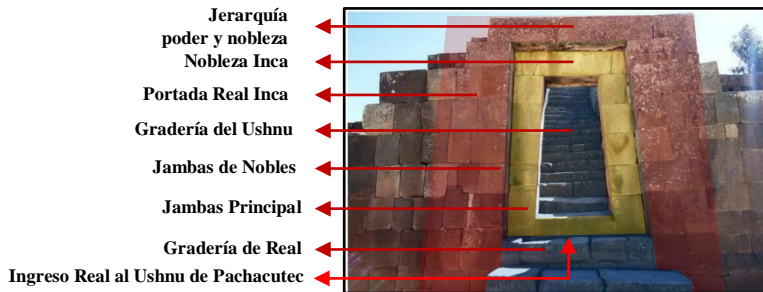 Jerarquía
poder y nobleza
Nobleza Inca
Portada Real Inca
Gradería del Ushnu
Jambas de Nobles
Jambas Principal
Gradería de Real
Ingreso Real al Ushnu de Pachacutec